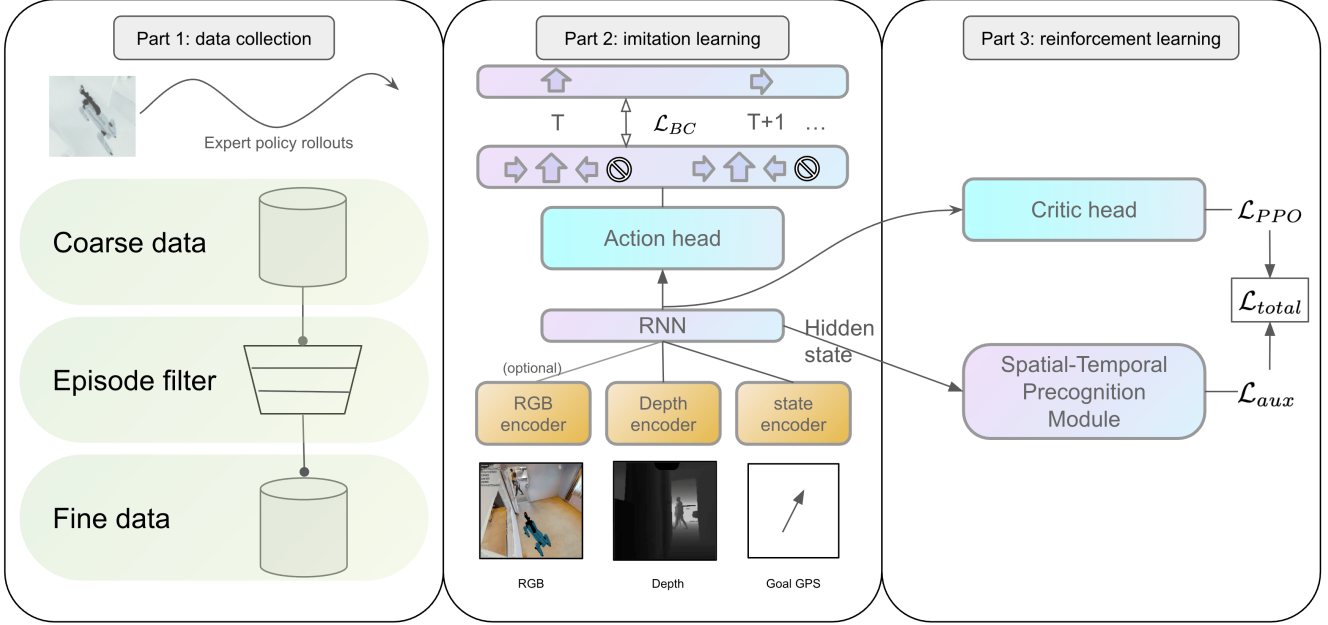 Part 1: data collection
Expert policy rollouts
Coarse data
Episode filter
Fine data
Part 2: imitation learning
T
ℒ_BC
T+1
...
Action head
RNN
Hidden
state
(optional)
RGB
encoder
Depth
encoder
state
encoder
RGB
Depth
Goal GPS
Part 3: reinforcement learning
Critic head
ℒ_PPO
ℒ_total
Spatial-Temporal
Precognition
Module
ℒ_aux